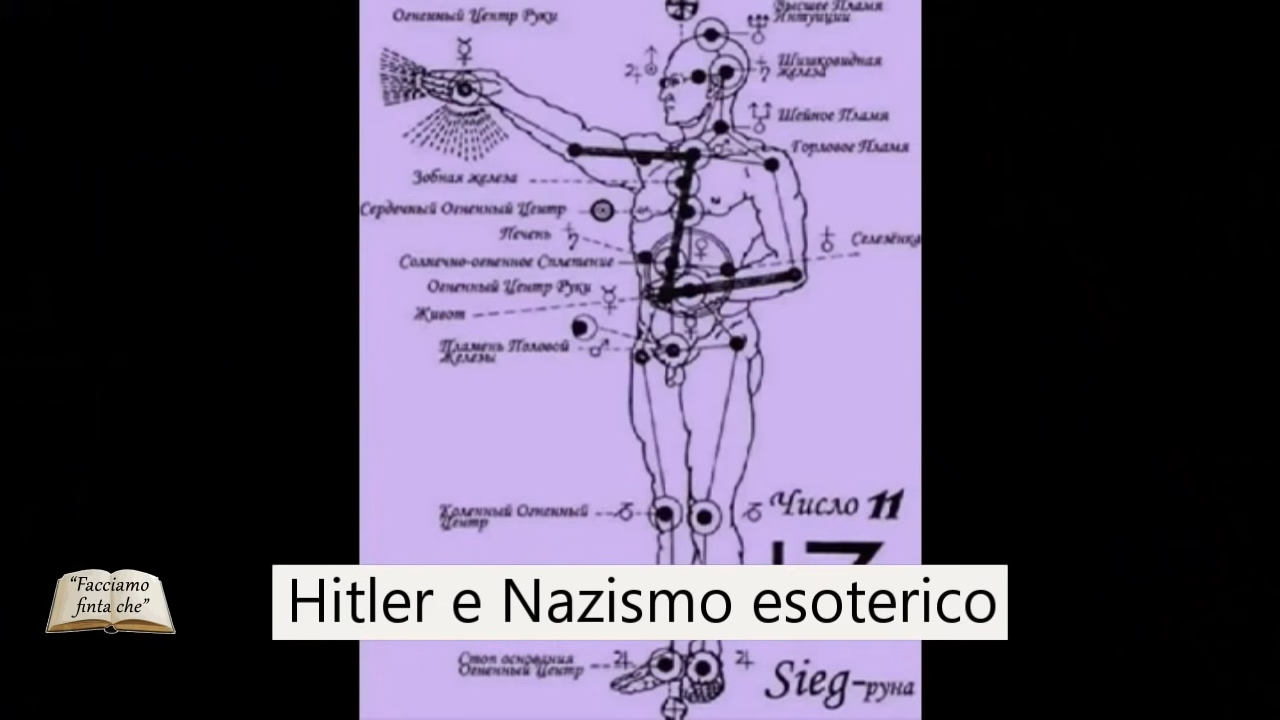 Огненный Центр Руки
Высшее Пламя
Интуиции
Шишковидная
железа
Шейное Пламя
Горловое Пламя
Зобная железа
Сердечный Огненный Центр
Печень
Селезёнка
Солнечно-огненное Сплетение
Огненный Центр Руки
Живот
Пламень Половой
Железы
Коленный Огненный
Центр
Число 11
"Facciamo
finta che"
Hitler e Nazismo esoterico
Стоп основания
Огненный Центр
Sieg-руна